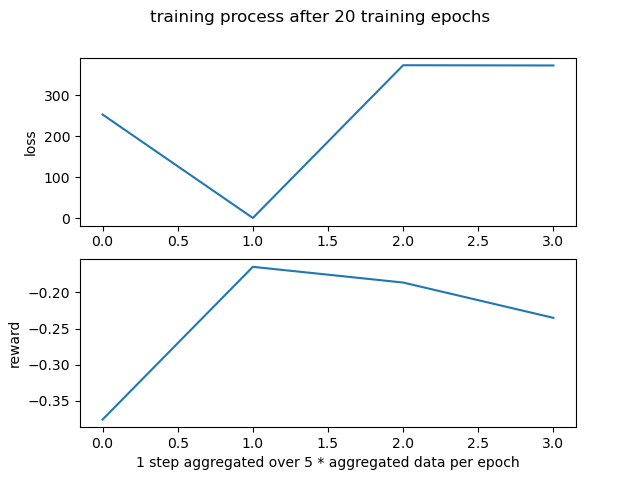 training process after 20 training epochs
300
200
100
0
loss
0.0 0.5 1.0 1.5 2.0 2.5 3.0
−0.20
−0.25
−0.30
−0.35
reward
0.0 0.5 1.0 1.5 2.0 2.5 3.0
1 step aggregated over 5 * aggregated data per epoch